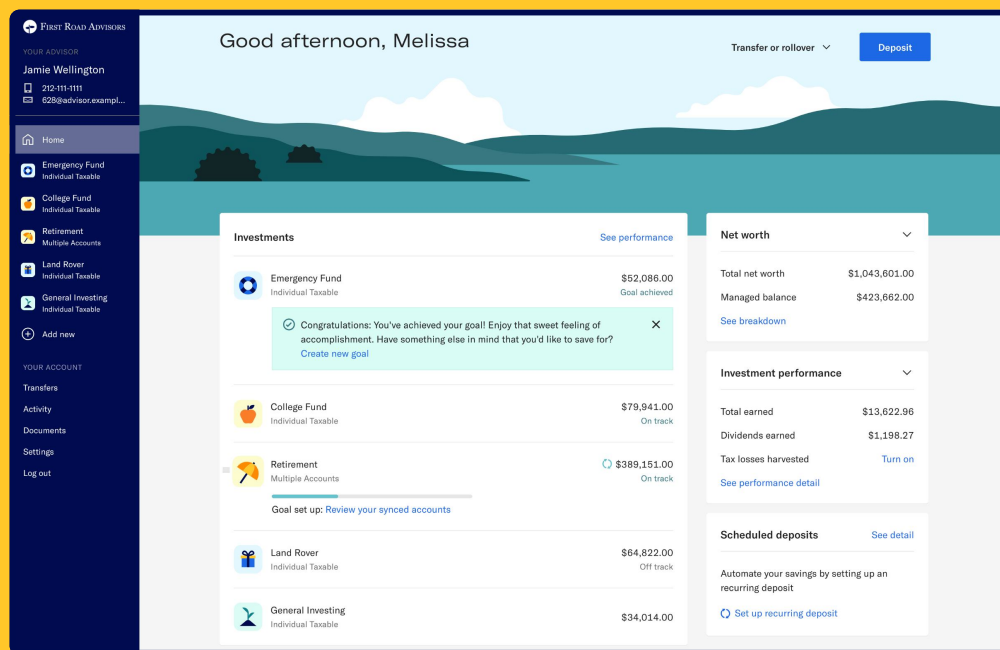 First Road Advisors
YOUR ADVISOR
Jamie Wellington
212-111-1111
628@advisor.exampl...
Home
Emergency Fund
Individual Taxable
College Fund
Individual Taxable
Retirement
Multiple Accounts
Land Rover
Individual Taxable
General Investing
Individual Taxable
Add new
YOUR ACCOUNT
Transfers
Activity
Documents
Settings
Log out
Good afternoon, Melissa
Transfer or rollover
Deposit
Investments See performance
Emergency Fund $52,086.00
Individual Taxable Goal achieved
Congratulations: You've achieved your goal! Enjoy that sweet feeling of
accomplishment. Have something else in mind that you'd like to save for?
Create new goal
College Fund $79,941.00
Individual Taxable On track
Retirement $389,151.00
Multiple Accounts On track
Goal set up: Review your synced accounts
Land Rover $64,822.00
Individual Taxable Off track
General Investing $34,014.00
Individual Taxable
Net worth
Total net worth $1,043,601.00
Managed balance $423,662.00
See breakdown
Investment performance
Total earned $13,622.96
Dividends earned $1,198.27
Tax losses harvested Turn on
See performance detail
Scheduled deposits See detail
Automate your savings by setting up an
recurring deposit
Set up recurring deposit